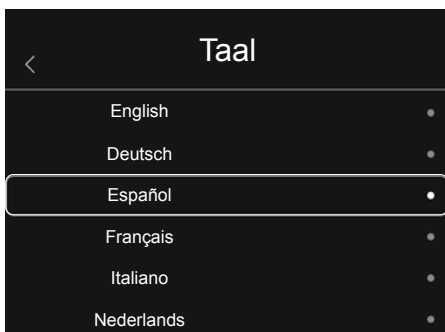 Taal
English
Deutsch
Español
Français
Italiano
Nederlands